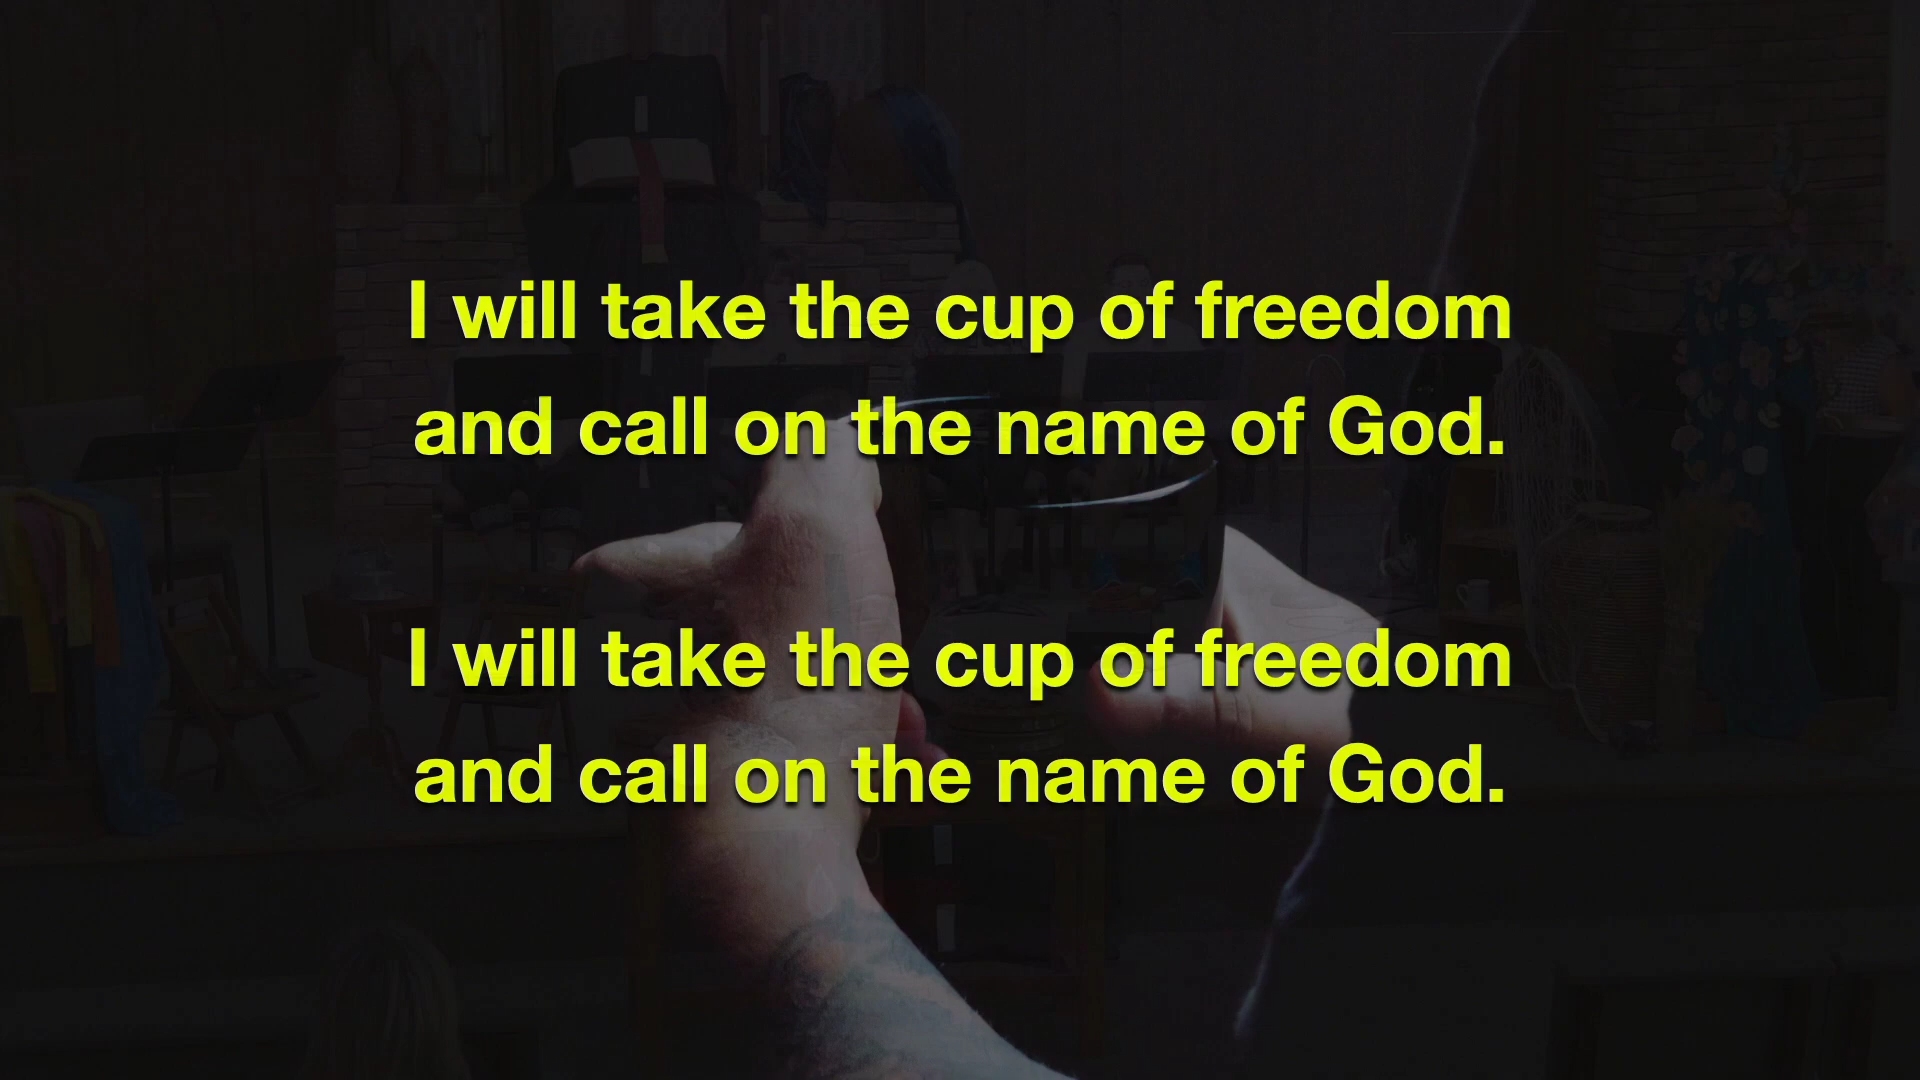 I will take the cup of freedom
and call on the name of God.
I will take the cup of freedom
and call on the name of God.